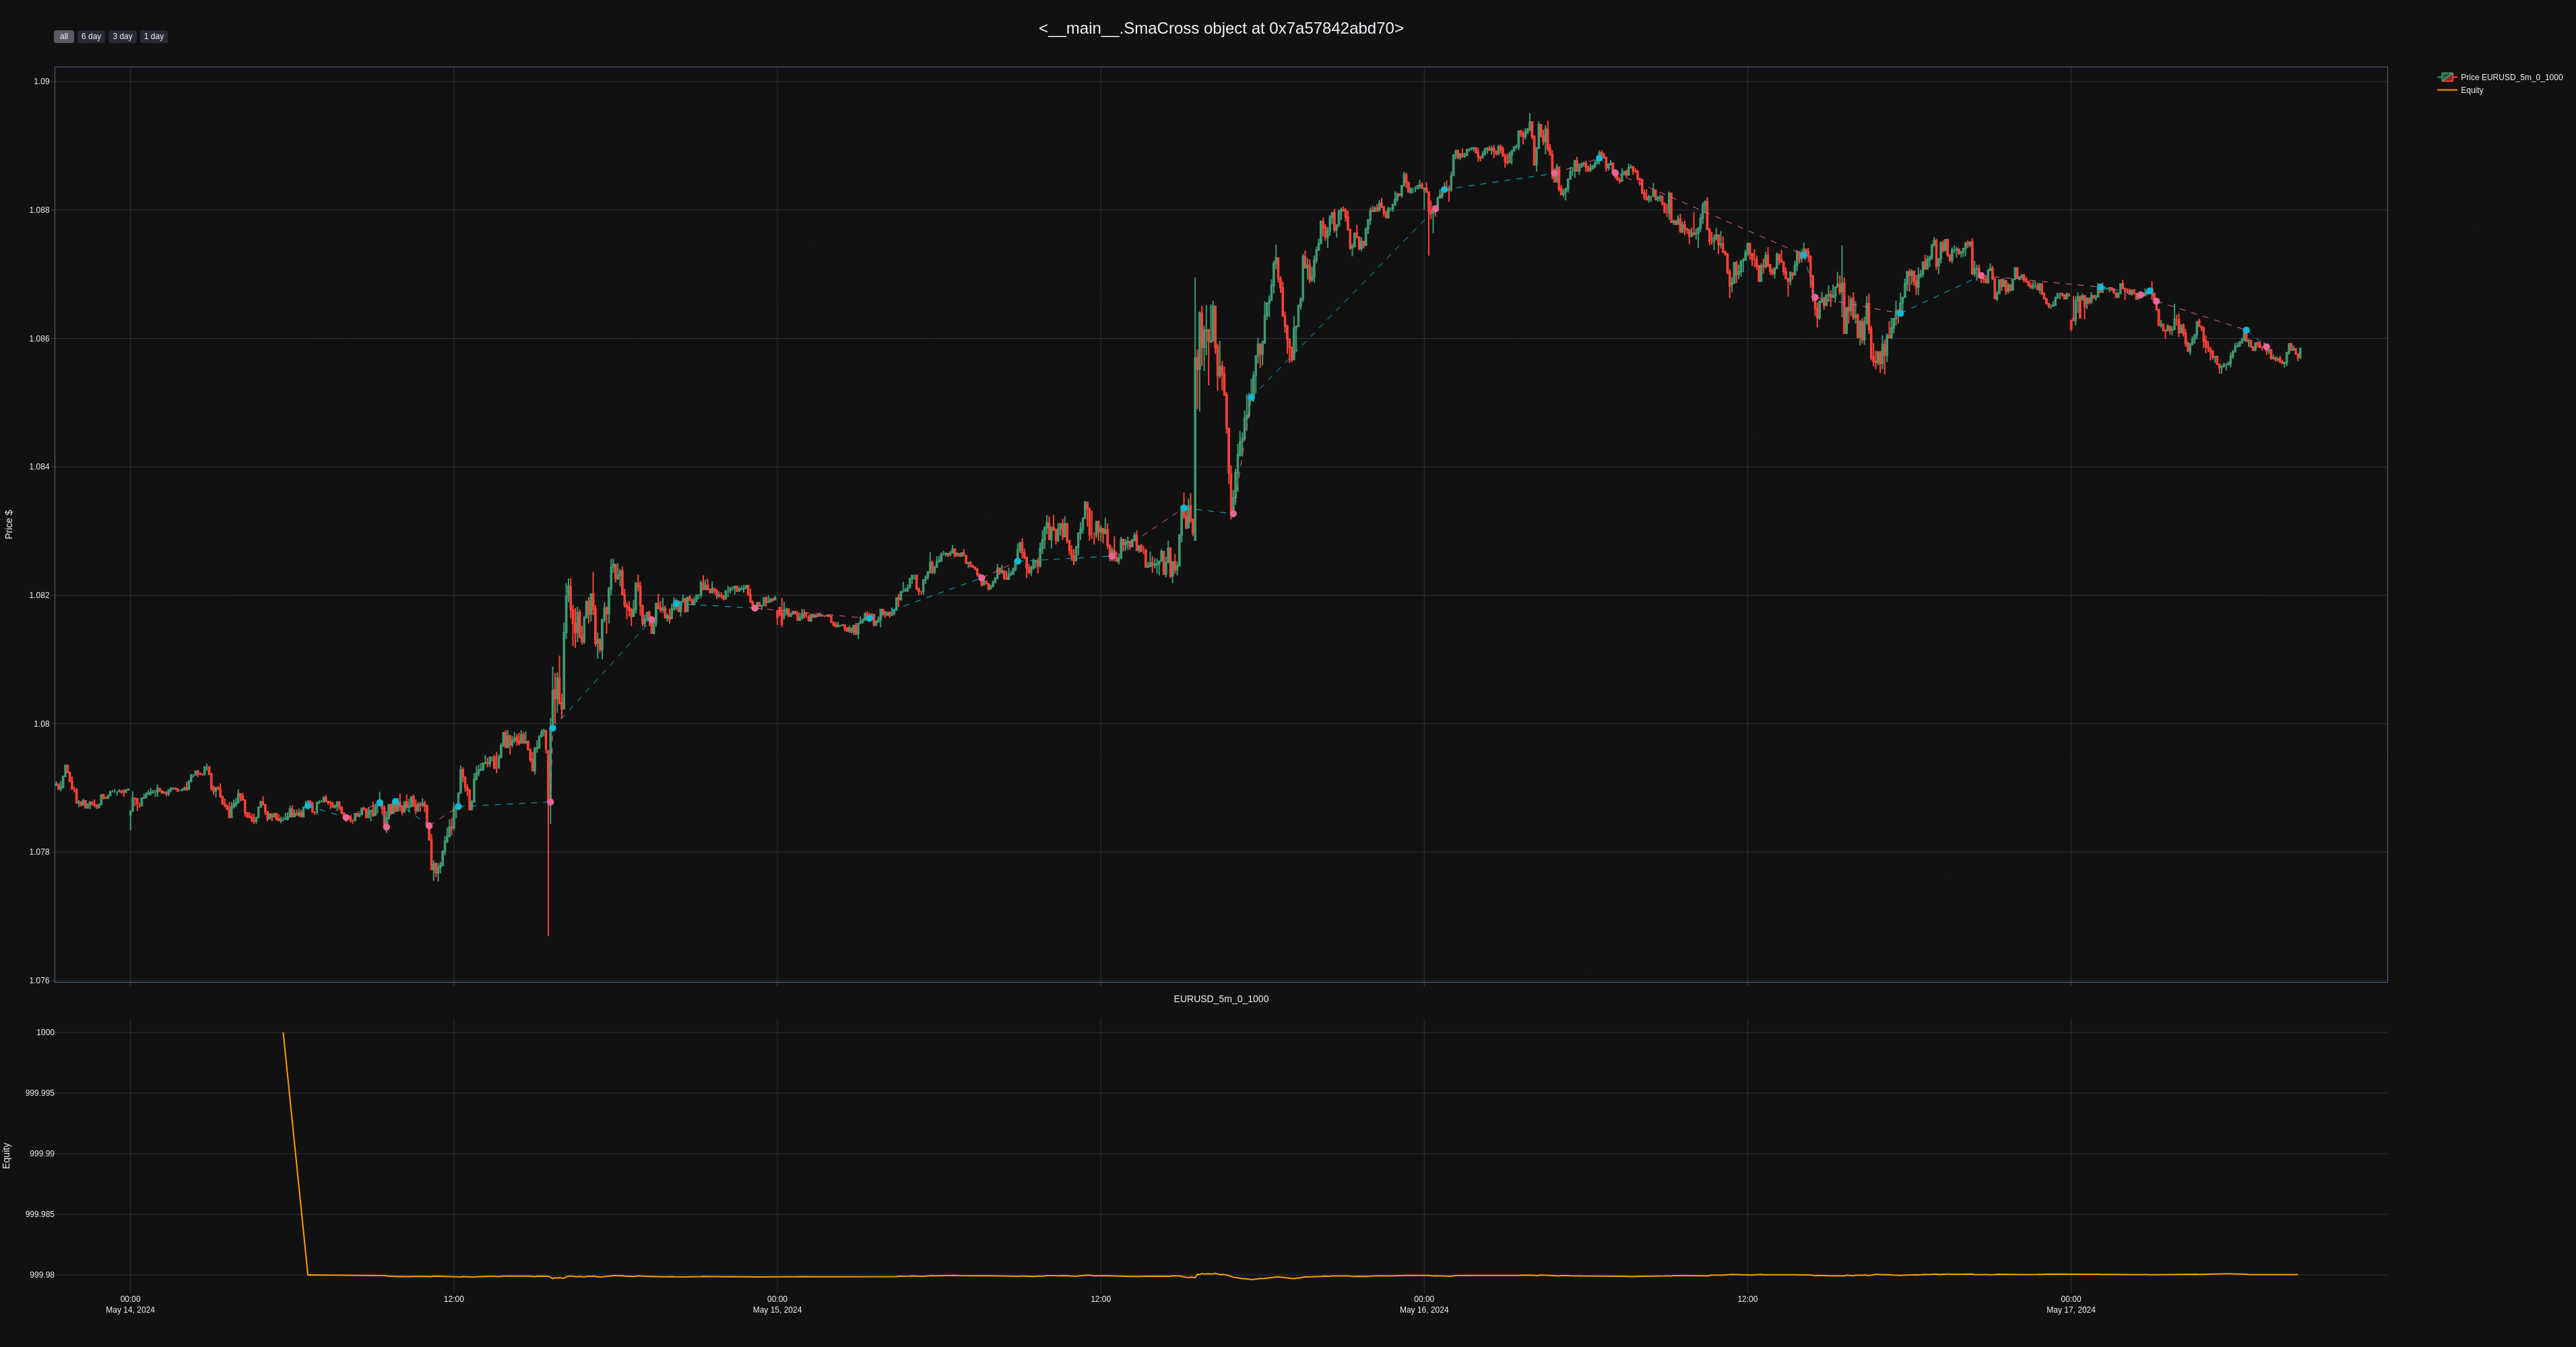 <__main__.SmaCross object at 0x7a57842abd70>
all 6 day 3 day 1 day
Price EURUSD_5m_0_1000
Equity
1.09
1.088
1.086
1.084
1.082
1.08
1.078
1.076
Price $
EURUSD_5m_0_1000
1000
999.995
999.99
999.985
999.98
Equity
00:00 12:00 00:00 12:00 00:00 12:00 00:00
May 14, 2024 May 15, 2024 May 16, 2024 May 17, 2024